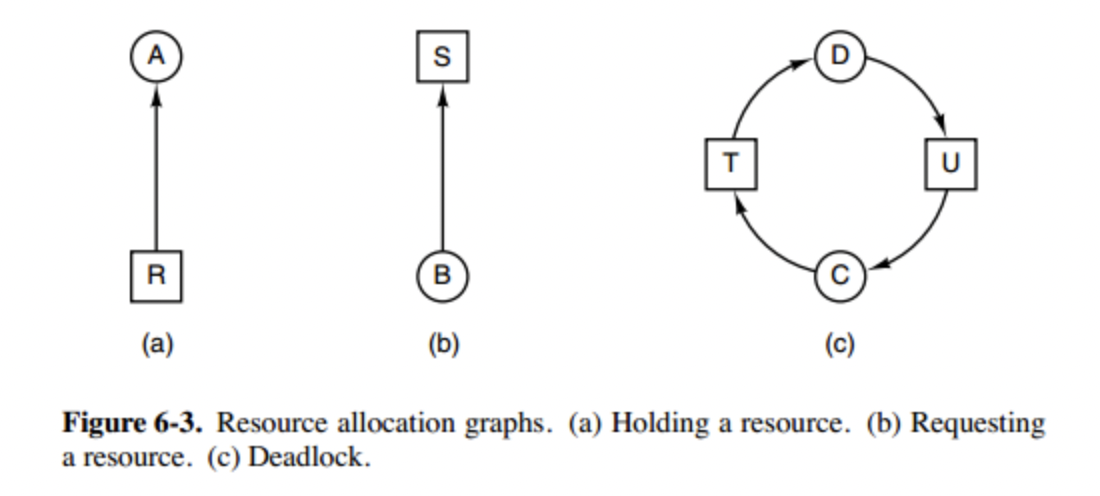 A
S
D
T
U
R
B
C
(a)
(b)
(c)
Figure 6-3. Resource allocation graphs. (a) Holding a resource. (b) Requesting
a resource. (c) Deadlock.